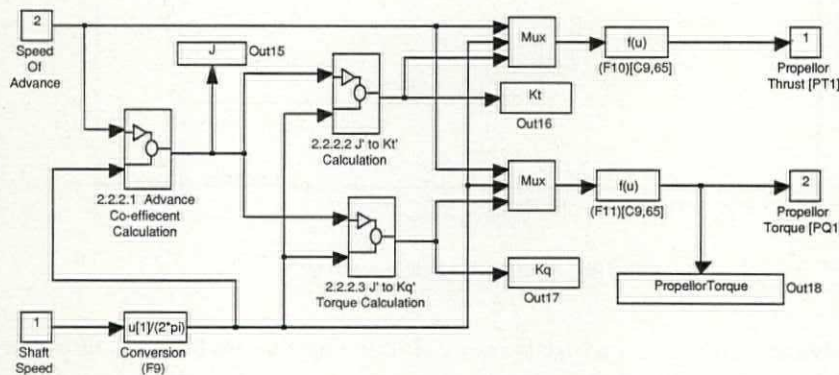 2
Speed
Of
Advance
J
Out15
Mux
f(u)
(F10)[C9,65]
1
Propellor
Thrust [PT1]
Kt
Out16
2.2.2.2 J' to Kt'
Calculation
2.2.2.1 Advance
Co-effiecent
Calculation
Mux
f(u)
(F11)[C9,65]
2
Propellor
Torque [PQ1]
2.2.2.3 J' to Kq'
Torque Calculation
Kq
Out17
PropellorTorque
Out18
1
Shaft
Speed
u[1]/(2*pi)
Conversion
(F9)